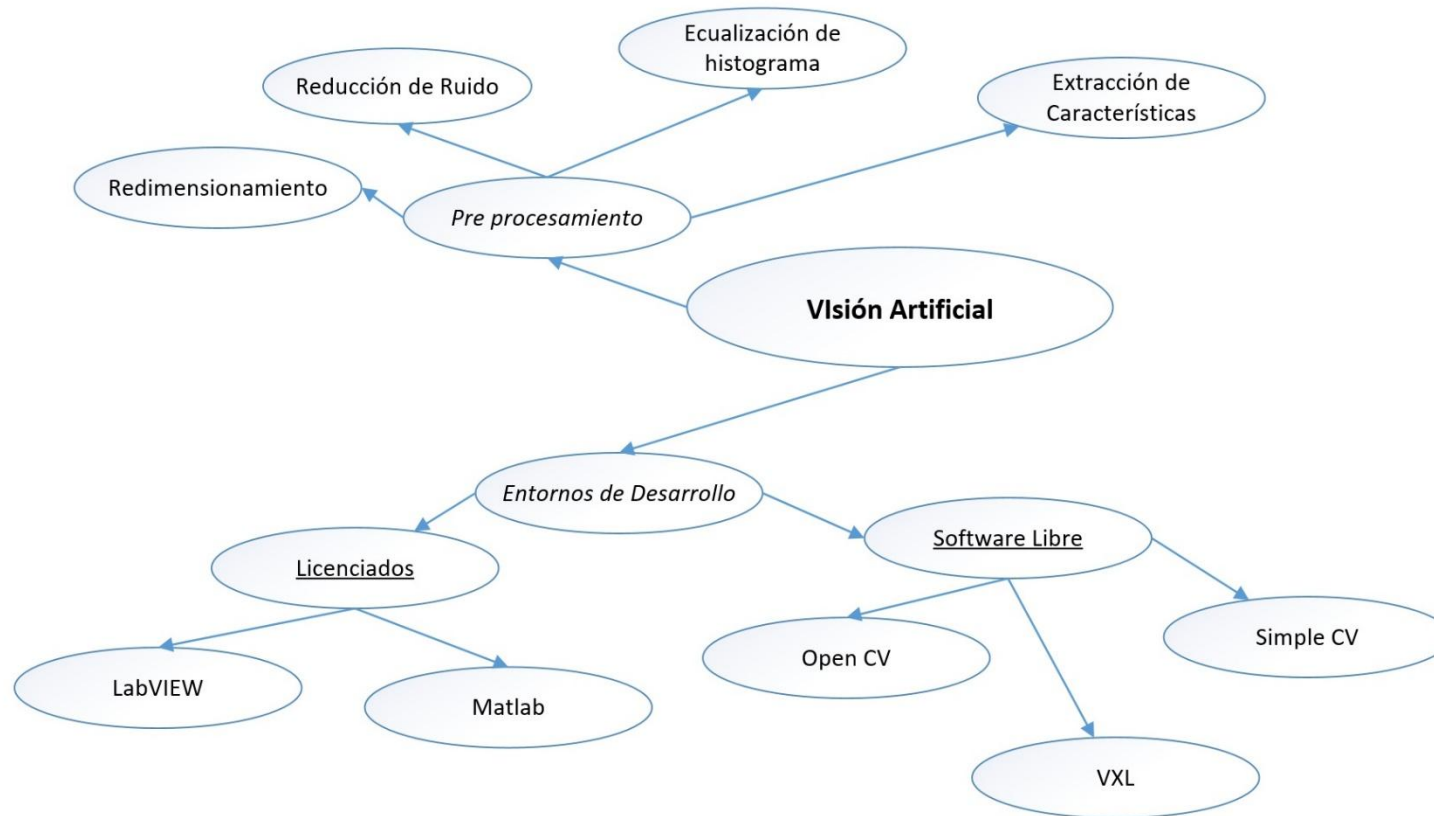 Ecualización de
histograma
Reducción de Ruido
Extracción de
Características
Redimensionamiento
Pre procesamiento
VIsión Artificial
Entornos de Desarrollo
Licenciados
Software Libre
LabVIEW
Matlab
Open CV
Simple CV
VXL